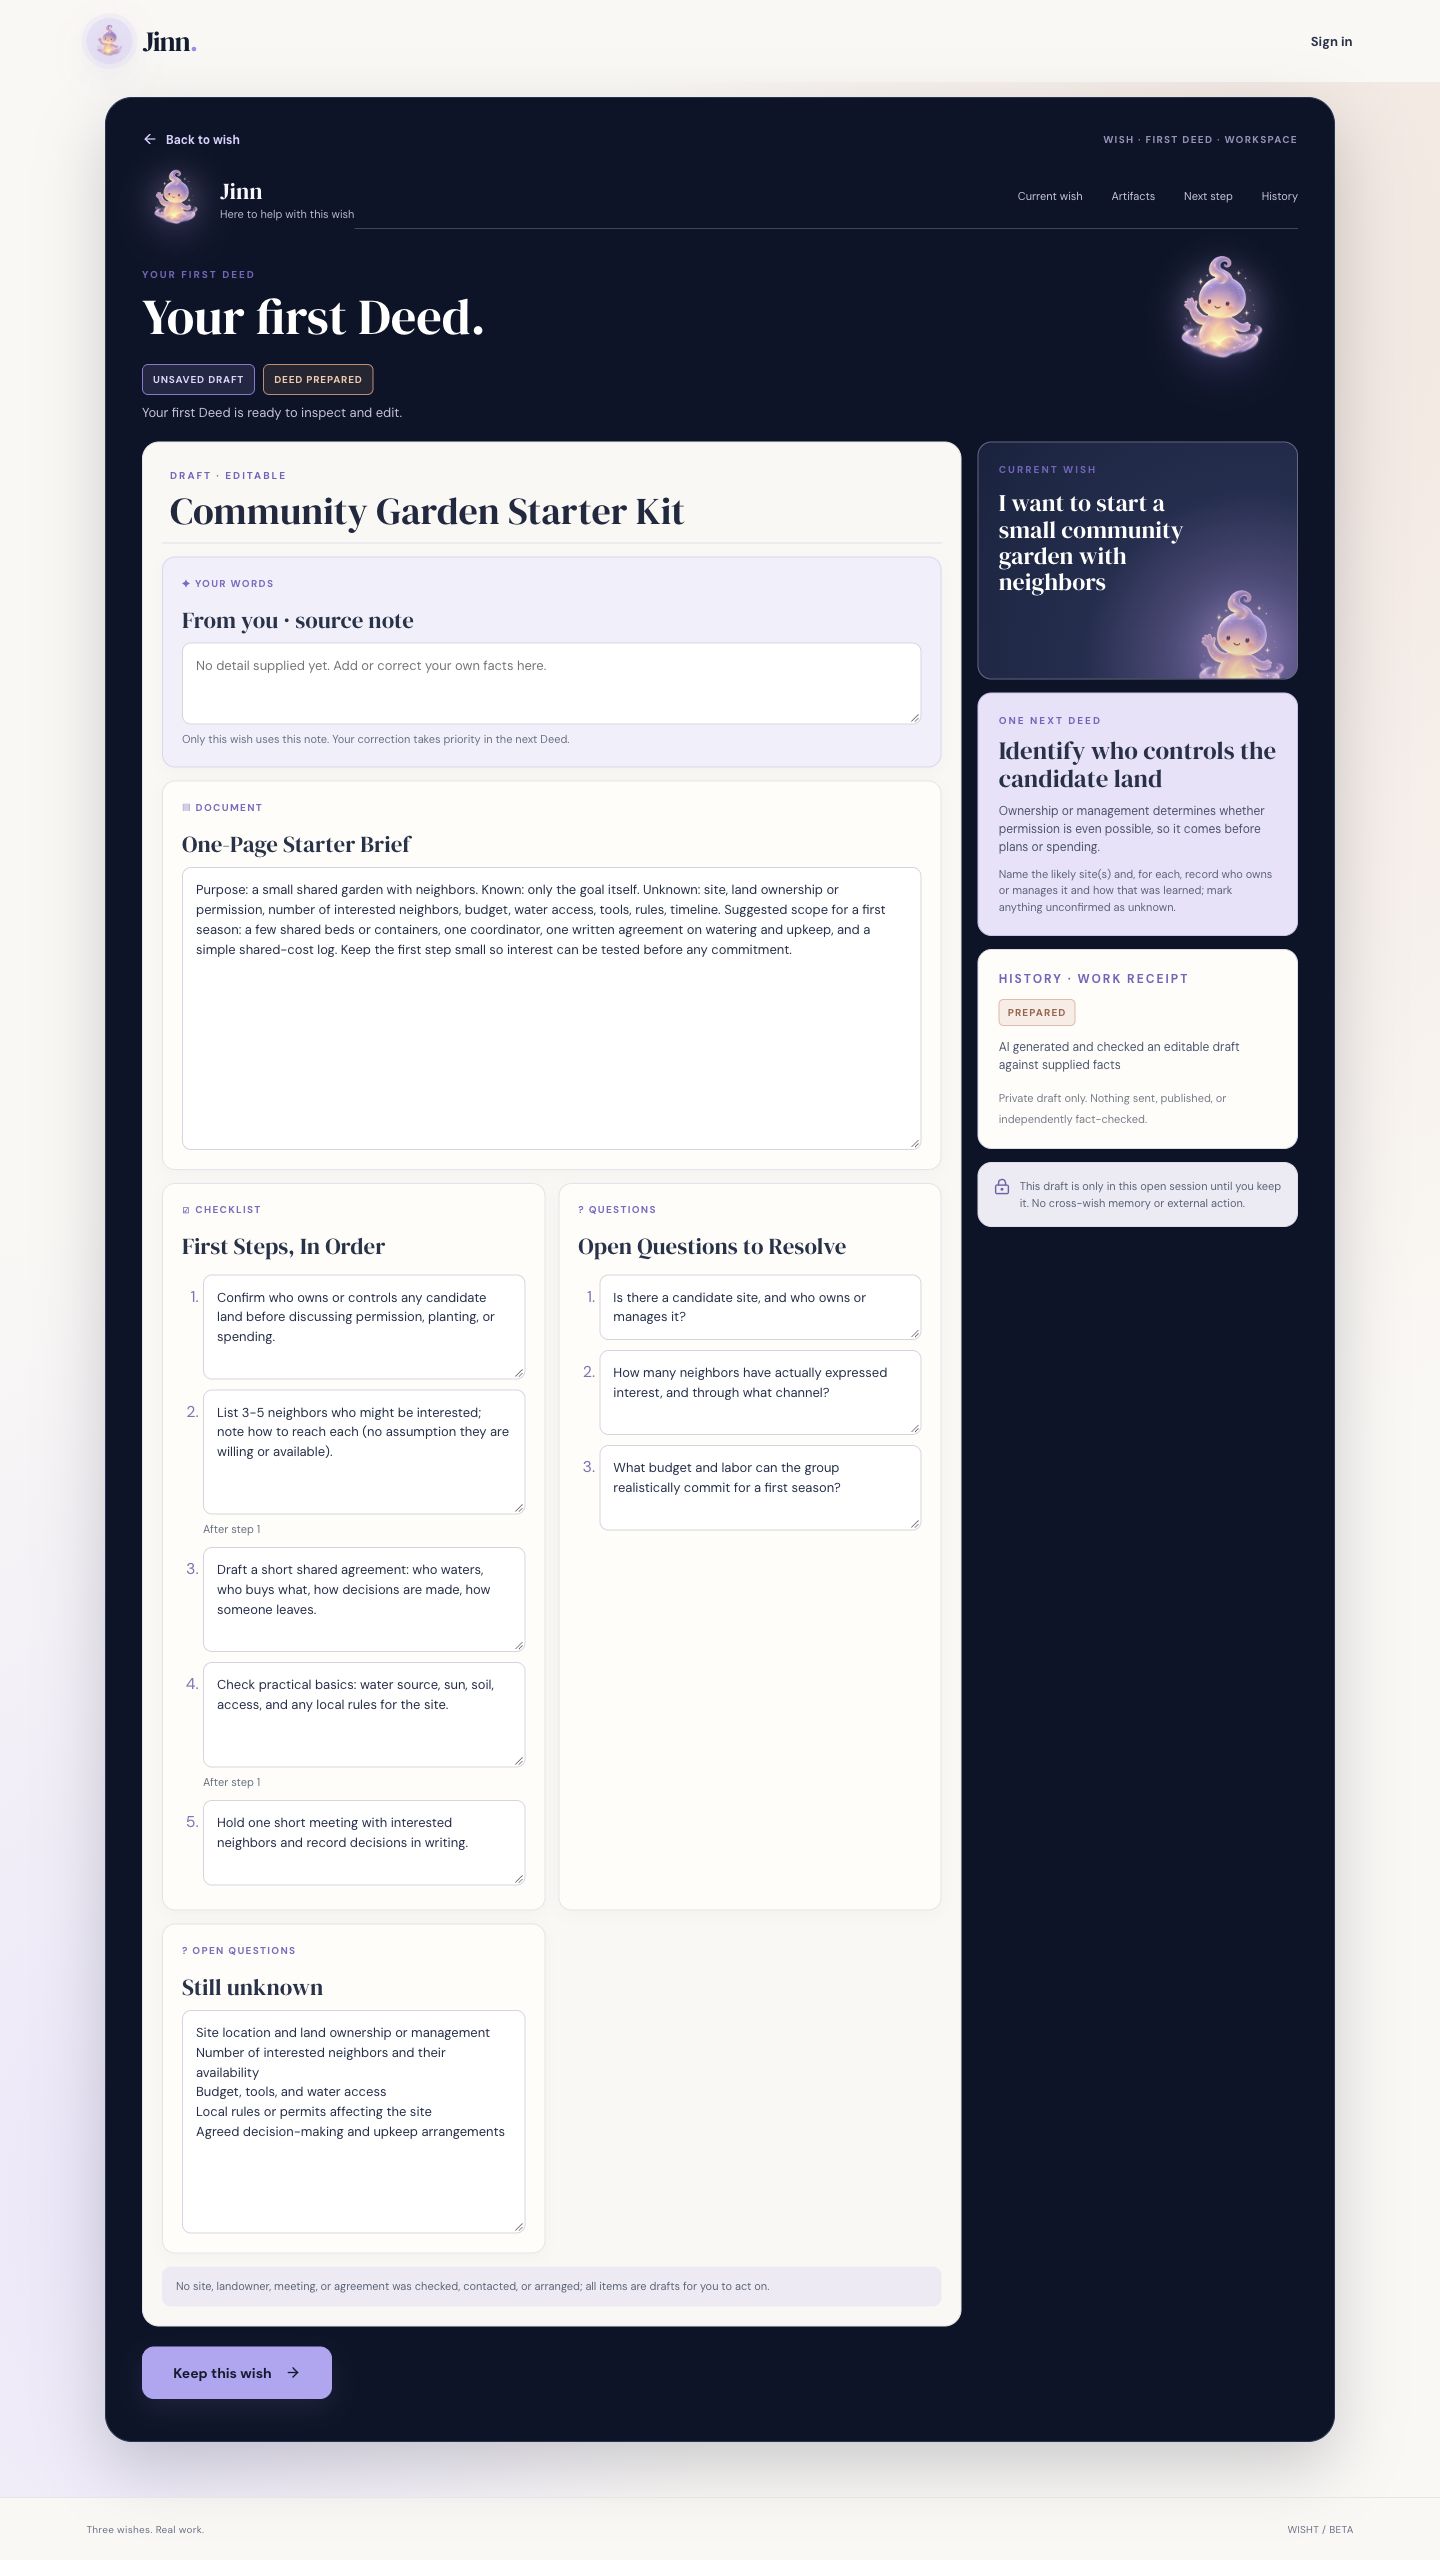 Jinn.
Sign in
← Back to wish
WISH · FIRST DEED · WORKSPACE
Jinn
Here to help with this wish
Current wish
Artifacts
Next step
History
YOUR FIRST DEED
Your first Deed.
UNSAVED DRAFT
DEED PREPARED
Your first Deed is ready to inspect and edit.
DRAFT · EDITABLE
Community Garden Starter Kit
✦ YOUR WORDS
From you · source note
No detail supplied yet. Add or correct your own facts here.
Only this wish uses this note. Your correction takes priority in the next Deed.
▤ DOCUMENT
One-Page Starter Brief
Purpose: a small shared garden with neighbors. Known: only the goal itself. Unknown: site, land ownership or
permission, number of interested neighbors, budget, water access, tools, rules, timeline. Suggested scope for a first
season: a few shared beds or containers, one coordinator, one written agreement on watering and upkeep, and a
simple shared-cost log. Keep the first step small so interest can be tested before any commitment.
☑ CHECKLIST
First Steps, In Order
1. Confirm who owns or controls any candidate
land before discussing permission, planting, or
spending.
2. List 3-5 neighbors who might be interested;
note how to reach each (no assumption they are
willing or available).
After step 1
3. Draft a short shared agreement: who waters,
who buys what, how decisions are made, how
someone leaves.
4. Check practical basics: water source, sun, soil,
access, and any local rules for the site.
After step 1
5. Hold one short meeting with interested
neighbors and record decisions in writing.
? QUESTIONS
Open Questions to Resolve
1. Is there a candidate site, and who owns or
manages it?
2. How many neighbors have actually expressed
interest, and through what channel?
3. What budget and labor can the group
realistically commit for a first season?
? OPEN QUESTIONS
Still unknown
Site location and land ownership or management
Number of interested neighbors and their
availability
Budget, tools, and water access
Local rules or permits affecting the site
Agreed decision-making and upkeep arrangements
No site, landowner, meeting, or agreement was checked, contacted, or arranged; all items are drafts for you to act on.
CURRENT WISH
I want to start a
small community
garden with
neighbors
ONE NEXT DEED
Identify who controls the
candidate land
Ownership or management determines whether
permission is even possible, so it comes before
plans or spending.
Name the likely site(s) and, for each, record who owns
or manages it and how that was learned; mark
anything unconfirmed as unknown.
HISTORY · WORK RECEIPT
PREPARED
AI generated and checked an editable draft
against supplied facts
Private draft only. Nothing sent, published, or
independently fact-checked.
This draft is only in this open session until you keep
it. No cross-wish memory or external action.
Keep this wish →
Three wishes. Real work.
WISHT / BETA